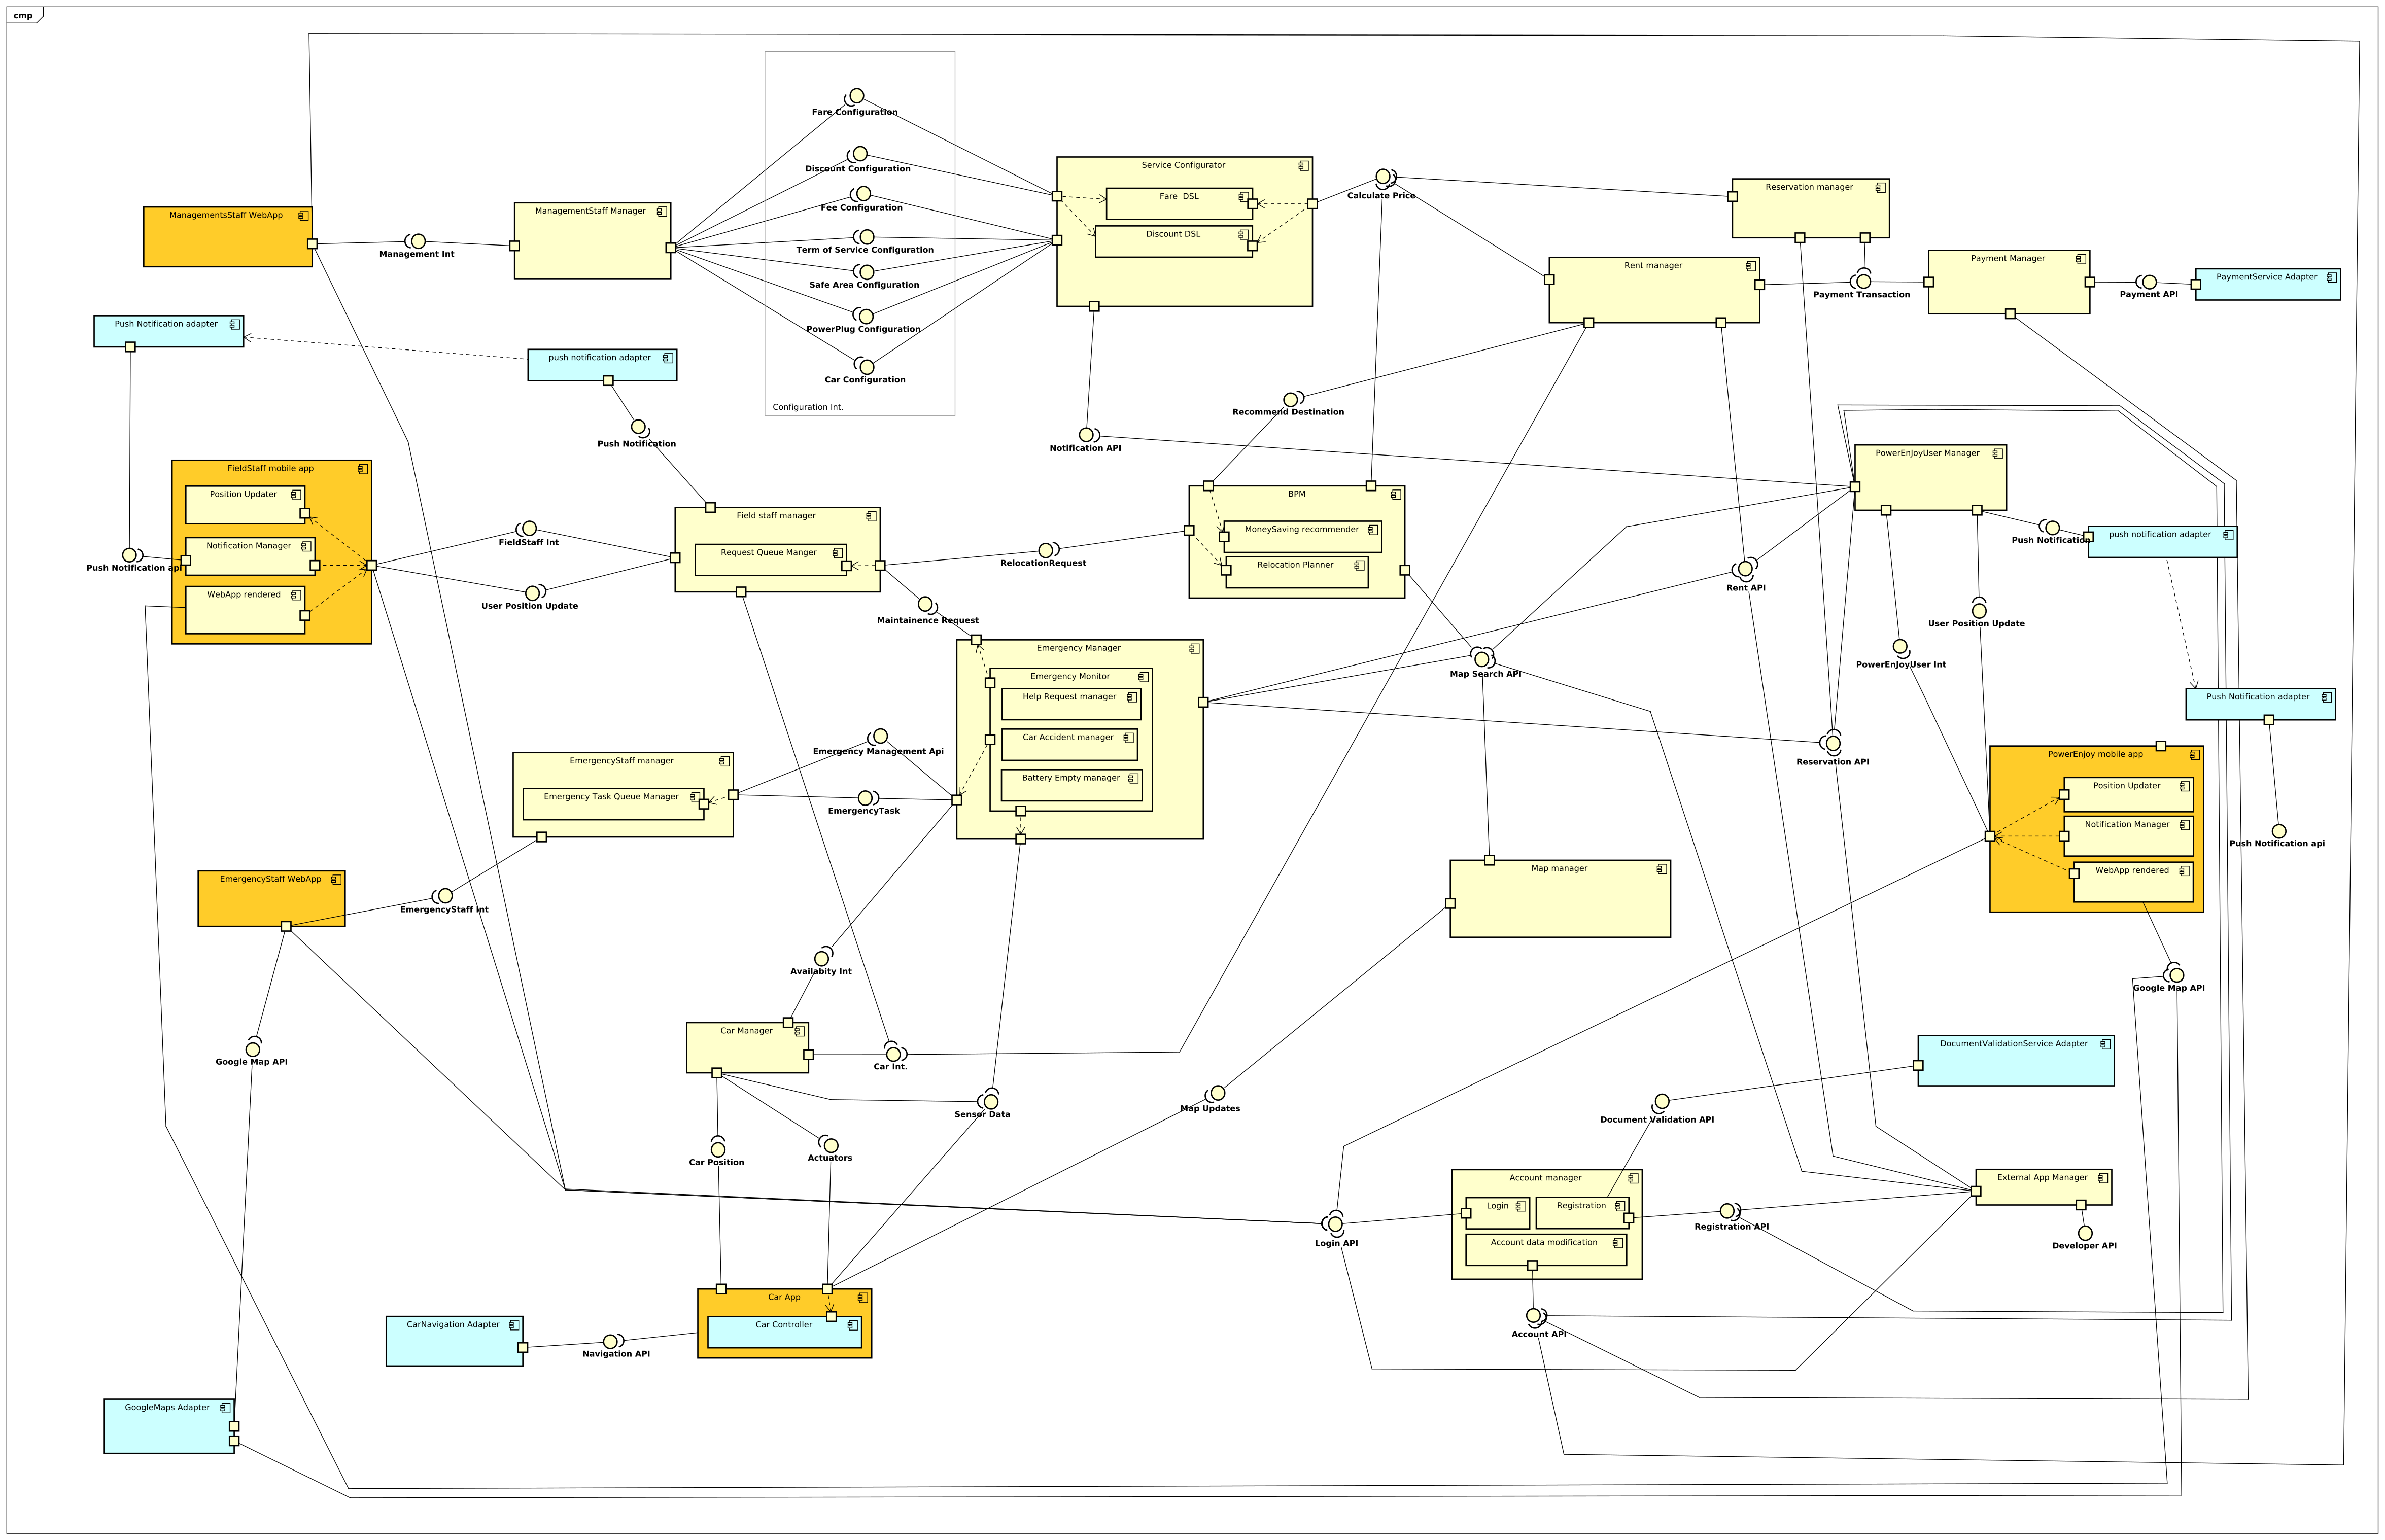 cmp
Fare Configuration
Discount Configuration
Fee Configuration
Term of Service Configuration
Safe Area Configuration
PowerPlug Configuration
Car Configuration
Configuration Int.
Service Configurator
Fare  DSL
Discount DSL
Calculate Price
Reservation manager
ManagementsStaff WebApp
Management Int
ManagementStaff Manager
Rent manager
Payment Transaction
Payment Manager
Payment API
PaymentService Adapter
Push Notification adapter
push notification adapter
Push Notification
Recommend Destination
Notification API
FieldStaff mobile app
Position Updater
Notification Manager
WebApp rendered
Push Notification api
FieldStaff Int
User Position Update
Field staff manager
Request Queue Manger
RelocationRequest
Maintainence Request
BPM
MoneySaving recommender
Relocation Planner
PowerEnJoyUser Manager
Push Notification
push notification adapter
Rent API
User Position Update
PowerEnJoyUser Int
Map Search API
Reservation API
Push Notification adapter
Emergency Manager
Emergency Monitor
Help Request manager
Car Accident manager
Battery Empty manager
Emergency Management Api
EmergencyTask
EmergencyStaff manager
Emergency Task Queue Manager
PowerEnjoy mobile app
Position Updater
Notification Manager
WebApp rendered
Push Notification api
EmergencyStaff WebApp
EmergencyStaff Int
Map manager
Availabity Int
Google Map API
Google Map API
Car Manager
Car Int.
Sensor Data
Map Updates
DocumentValidationService Adapter
Document Validation API
Car Position
Actuators
Account manager
Login
Registration
Account data modification
Registration API
External App Manager
Developer API
Login API
Car App
Car Controller
CarNavigation Adapter
Navigation API
Account API
GoogleMaps Adapter